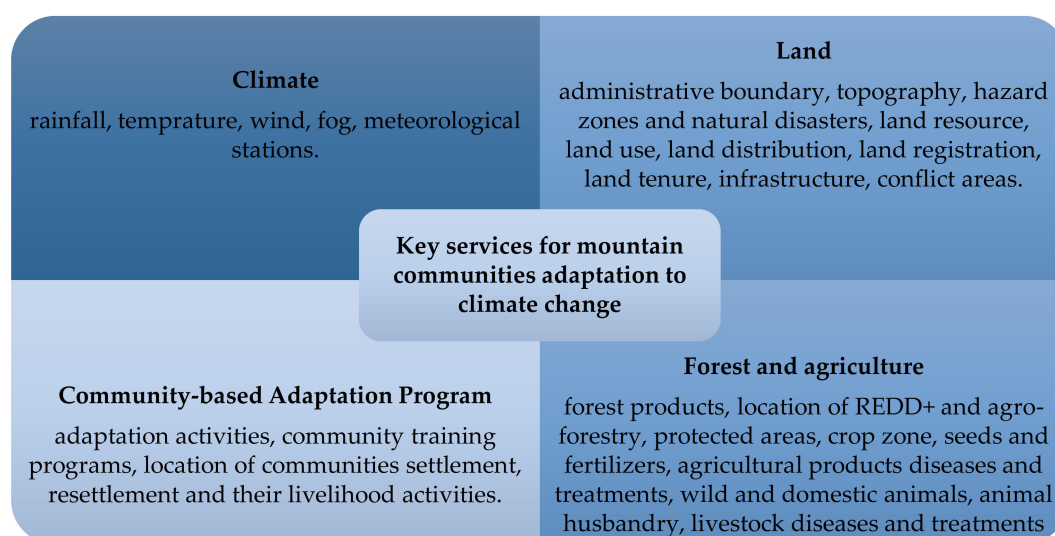 Climate
rainfall, temprature, wind, fog, meteorological
stations.
Land
administrative boundary, topography, hazard
zones and natural disasters, land resource,
land use, land distribution, land registration,
land tenure, infrastructure, conflict areas.
Key services for mountain
communities adaptation to
climate change
Community-based Adaptation Program
adaptation activities, community training
programs, location of communities settlement,
resettlement and their livelihood activities.
Forest and agriculture
forest products, location of REDD+ and agro-
forestry, protected areas, crop zone, seeds and
fertilizers, agricultural products diseases and
treatments, wild and domestic animals, animal
husbandry, livestock diseases and treatments